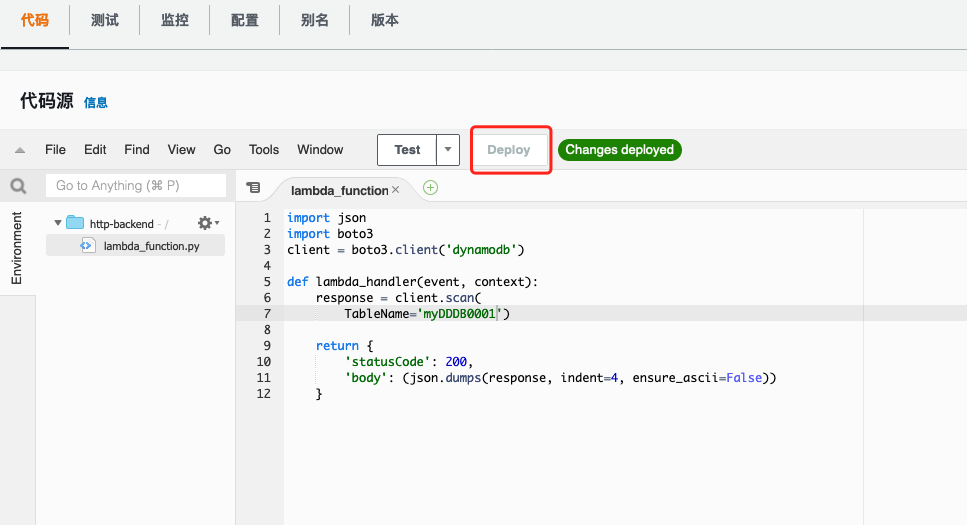 代码 测试 监控 配置 别名 版本
代码源 信息
File Edit Find View Go Tools Window Test Deploy Changes deployed
Go to Anything (⌘ P) lambda_function
Environment
http-backend - /
lambda_function.py
1 import json
2 import boto3
3 client = boto3.client('dynamodb')
4
5 def lambda_handler(event, context):
6     response = client.scan(
7         TableName='myDDDB0001')
8
9     return {
10         'statusCode': 200,
11         'body': (json.dumps(response, indent=4, ensure_ascii=False))
12     }